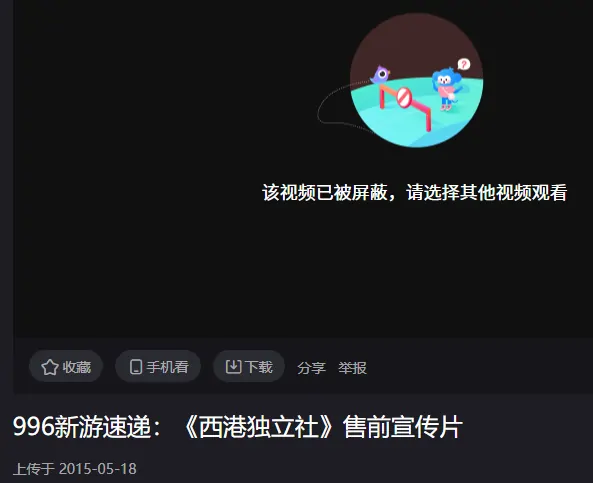 ?
该视频已被屏蔽，请选择其他视频观看
收藏 手机看 下载 分享 举报
996新游速递：《西港独立社》售前宣传片
上传于 2015-05-18